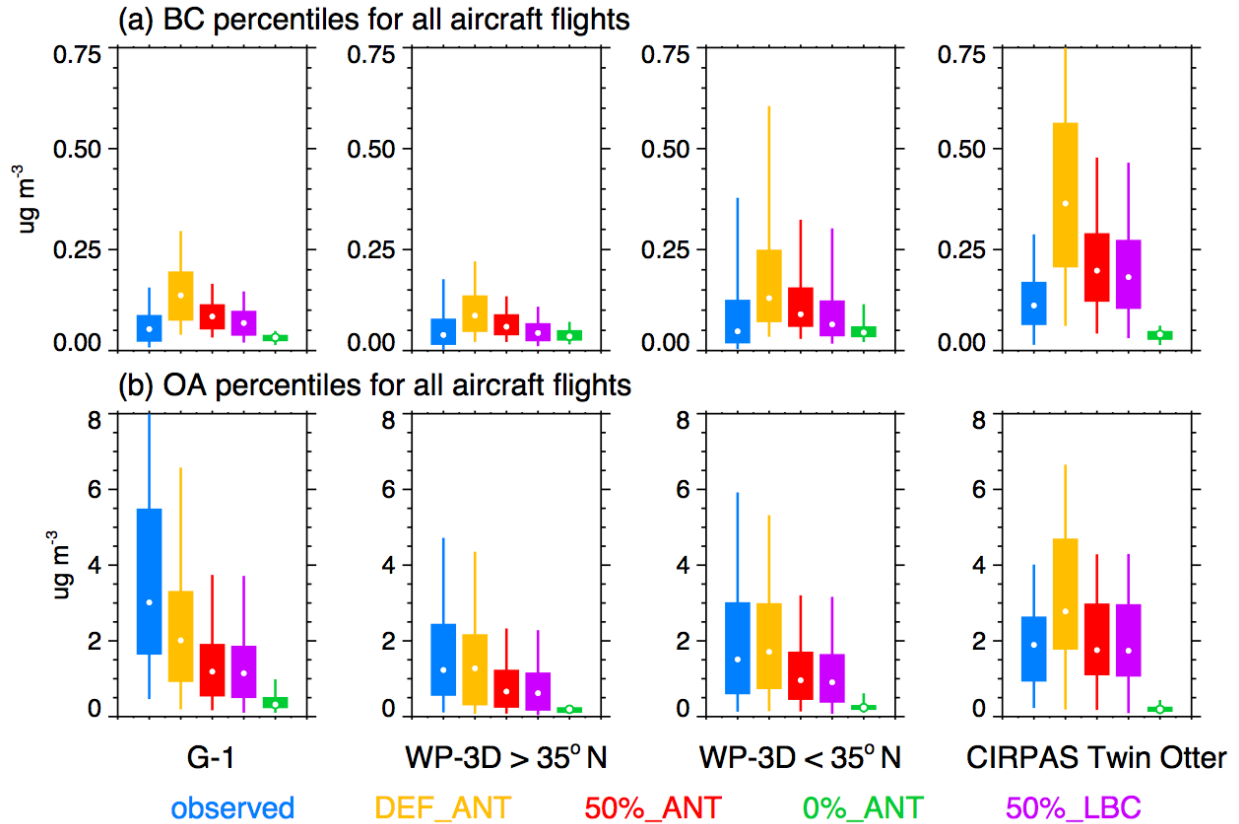 (a) BC percentiles for all aircraft flights
0.75 0.75 0.75 0.75
0.50 0.50 0.50 0.50
ug m⁻³
0.25 0.25 0.25 0.25
0.00 0.00 0.00 0.00
(b) OA percentiles for all aircraft flights
8 8 8 8
6 6 6 6
ug m⁻³
4 4 4 4
2 2 2 2
0 0 0 0
G-1 WP-3D > 35° N WP-3D < 35° N CIRPAS Twin Otter
observed DEF_ANT 50%_ANT 0%_ANT 50%_LBC